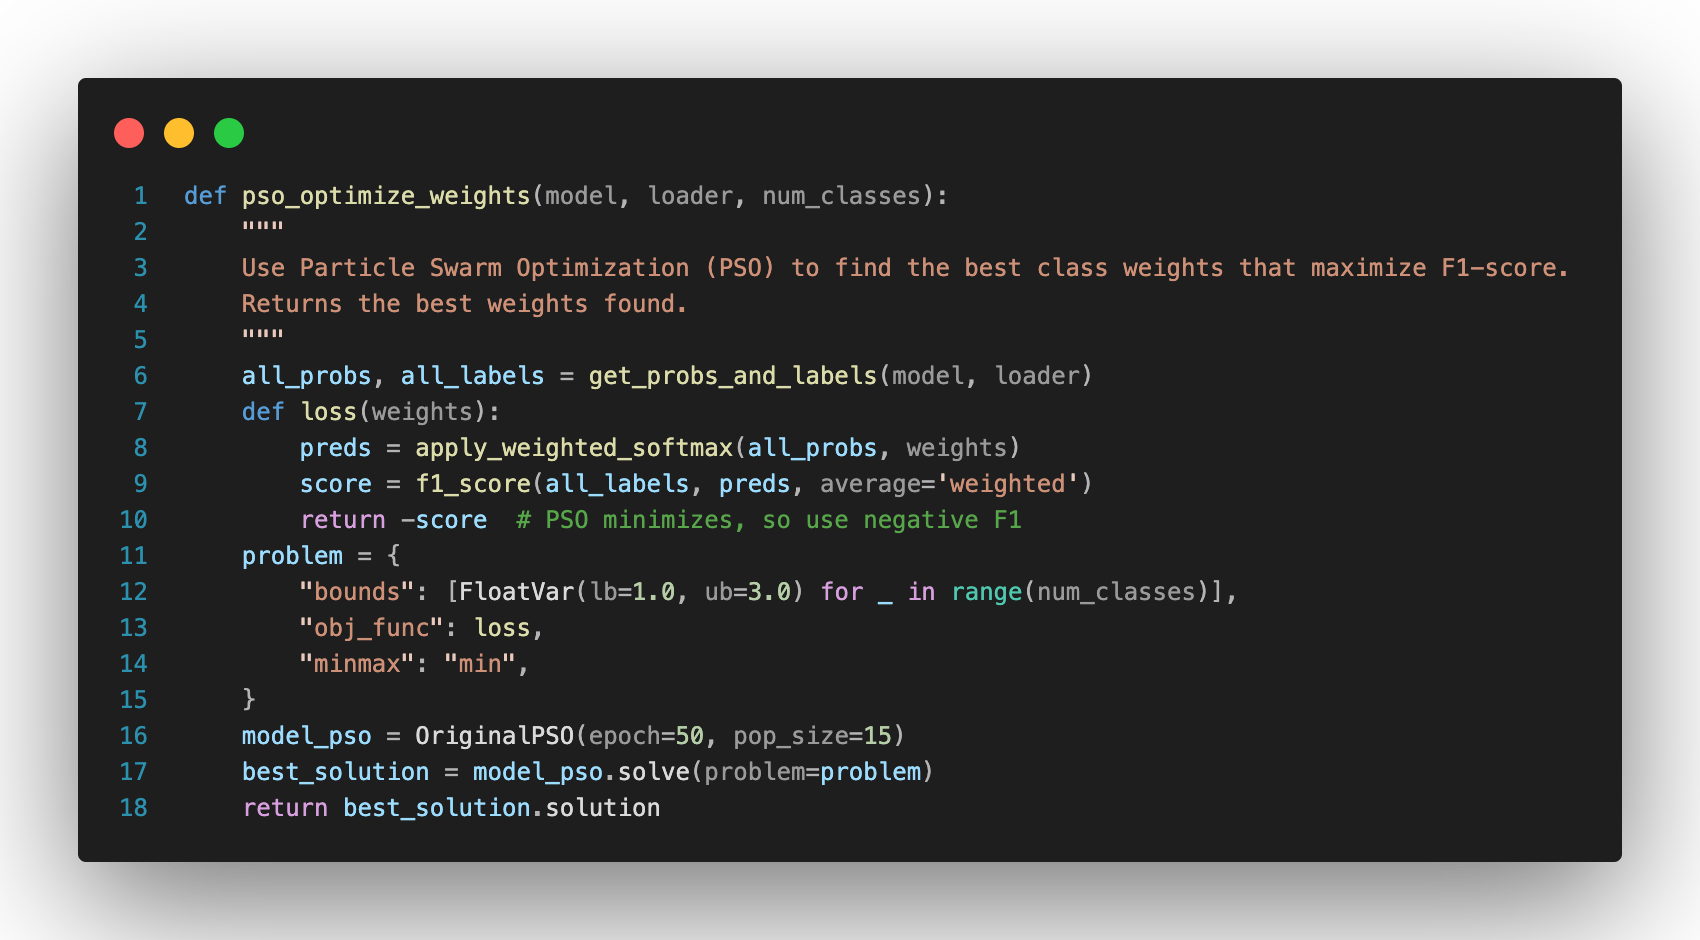 1 def pso_optimize_weights(model, loader, num_classes):
2     """
3     Use Particle Swarm Optimization (PSO) to find the best class weights that maximize F1-score.
4     Returns the best weights found.
5     """
6     all_probs, all_labels = get_probs_and_labels(model, loader)
7     def loss(weights):
8         preds = apply_weighted_softmax(all_probs, weights)
9         score = f1_score(all_labels, preds, average='weighted')
10         return -score  # PSO minimizes, so use negative F1
11     problem = {
12         "bounds": [FloatVar(lb=1.0, ub=3.0) for _ in range(num_classes)],
13         "obj_func": loss,
14         "minmax": "min",
15     }
16     model_pso = OriginalPSO(epoch=50, pop_size=15)
17     best_solution = model_pso.solve(problem=problem)
18     return best_solution.solution